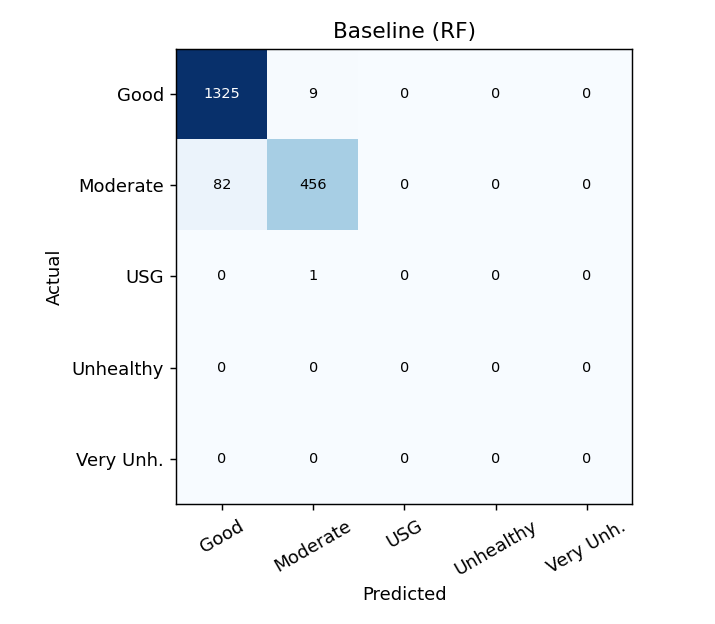 Baseline (RF)
Good 1325 9 0 0 0
Moderate 82 456 0 0 0
USG 0 1 0 0 0
Unhealthy 0 0 0 0 0
Very Unh. 0 0 0 0 0
Actual
Good Moderate USG Unhealthy Very Unh.
Predicted